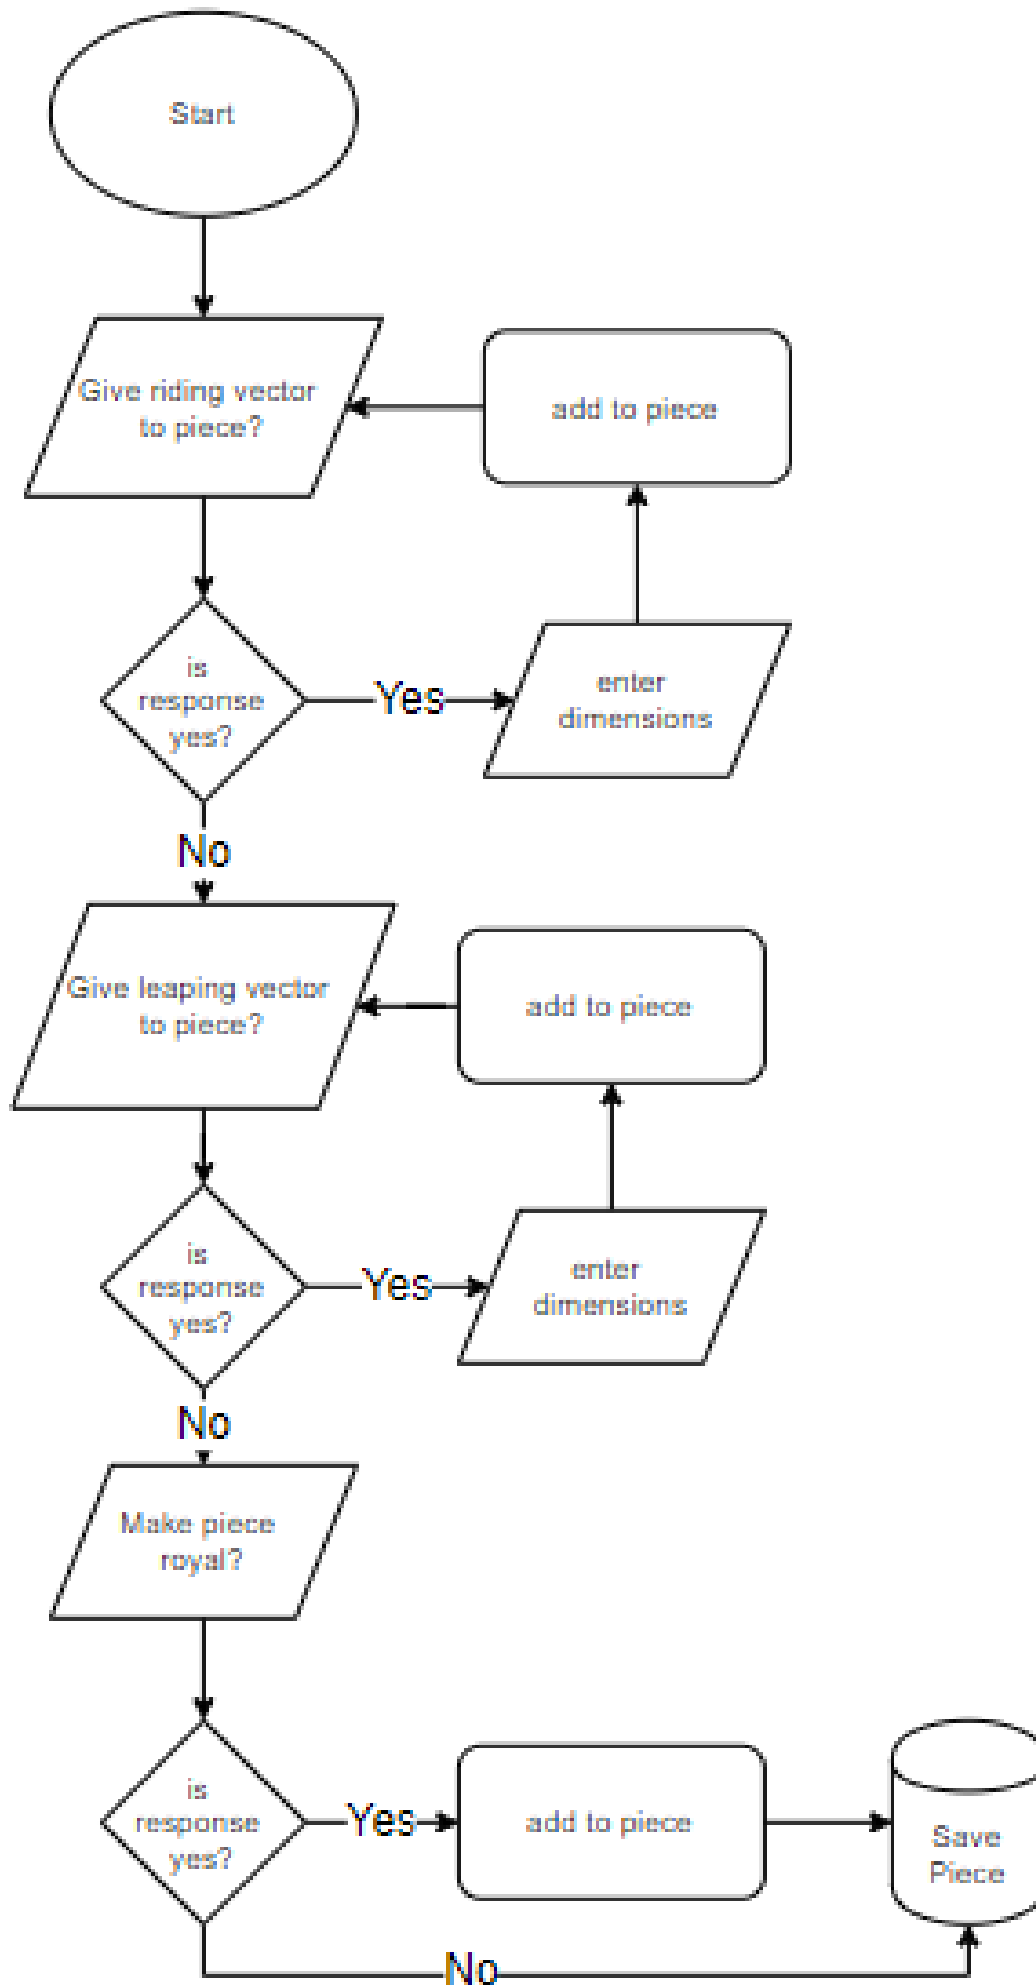 Start
Give riding vector
to piece?
add to piece
is
response
yes?
Yes
enter
dimensions
No
Give leaping vector
to piece?
add to piece
is
response
yes?
Yes
enter
dimensions
No
Make piece
royal?
is
response
yes?
Yes
add to piece
Save
Piece
No